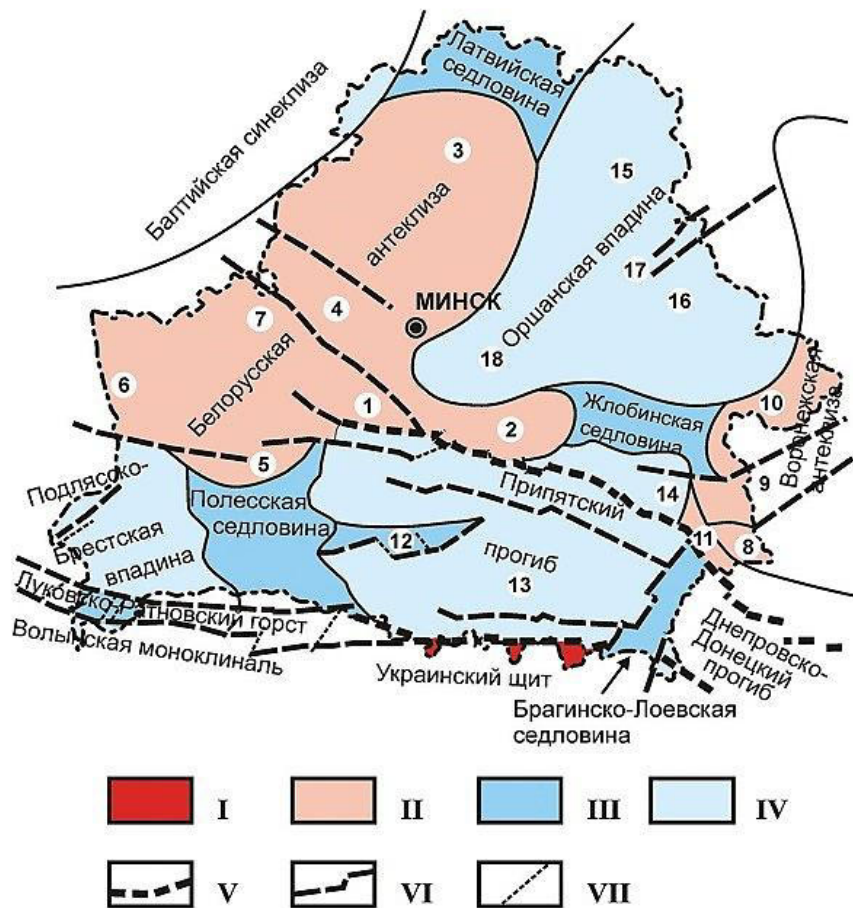 Латвийская
седловина
Балтийская синеклиза
3
15
антеклиза
Оршанская впадина
17
16
4
МИНСК
7
18
6
Белорусская
1
2
Жлобинская
седловина
10
Воронежская
антеклиза
9
5
Подлясско-
Брестская
впадина
Полесская
седловина
Припятский
прогиб
14
12
11
8
13
Луковско-Ратновский горст
Волынская моноклиналь
Украинский щит
Днепровско-
Донецкий
прогиб
Брагинско-Лоевская
седловина
I
II
III
IV
V
VI
VII